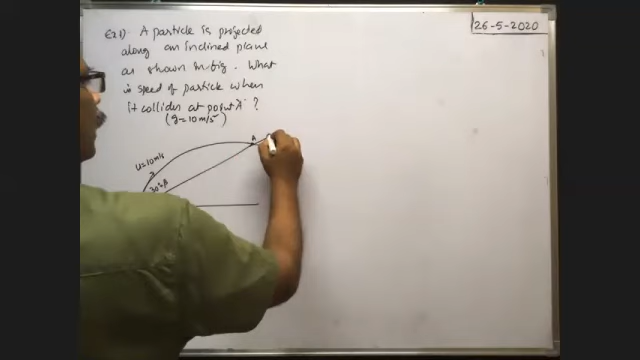 26-5-2020
Ex1) A particle is projected
along an inclined plane
as shown in fig. What
is speed of particle when
it collides at point 'A' ?
(g=10m/s²)
A
u=10m/s
30°